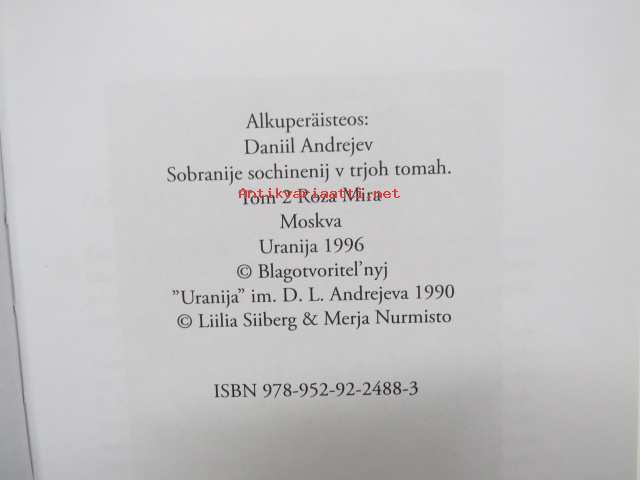 Alkuperäisteos:
Daniil Andrejev
Sobranije sochinenij v trjoh tomah.
Tom 2 Roza Mira
Antikvariaatti.net
Moskva
Uranija 1996
© Blagotvoritel'nyj
”Uranija” im. D. L. Andrejeva 1990
© Liilia Siiberg & Merja Nurmisto
ISBN 978-952-92-2488-3